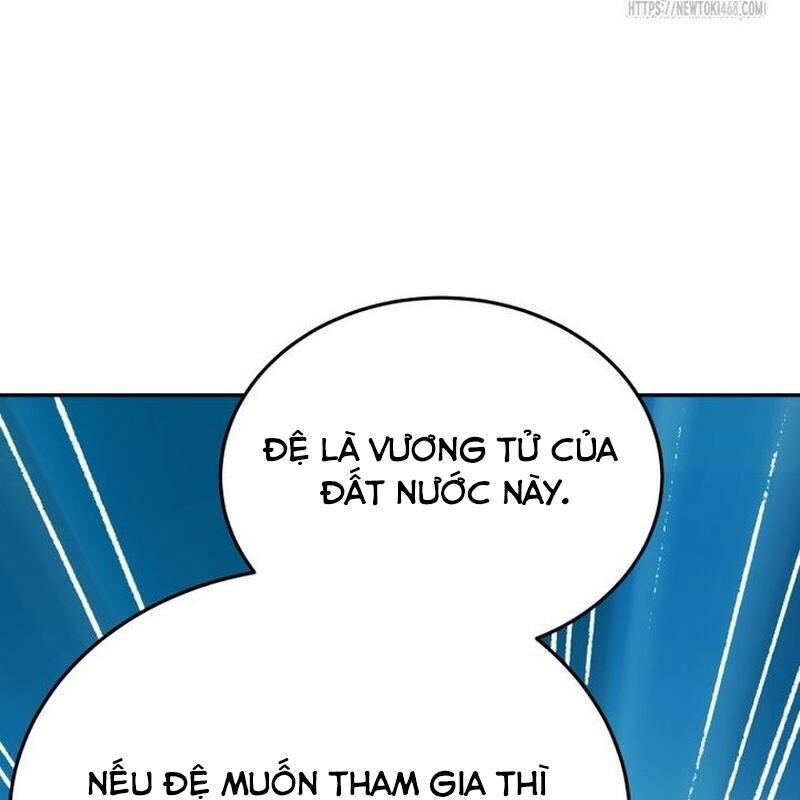 HTTPS://NEWTOKI468.COM
ĐỆ LÀ VƯƠNG TỬ CỦA
ĐẤT NƯỚC NÀY.
NẾU ĐỆ MUỐN THAM GIA THÌ